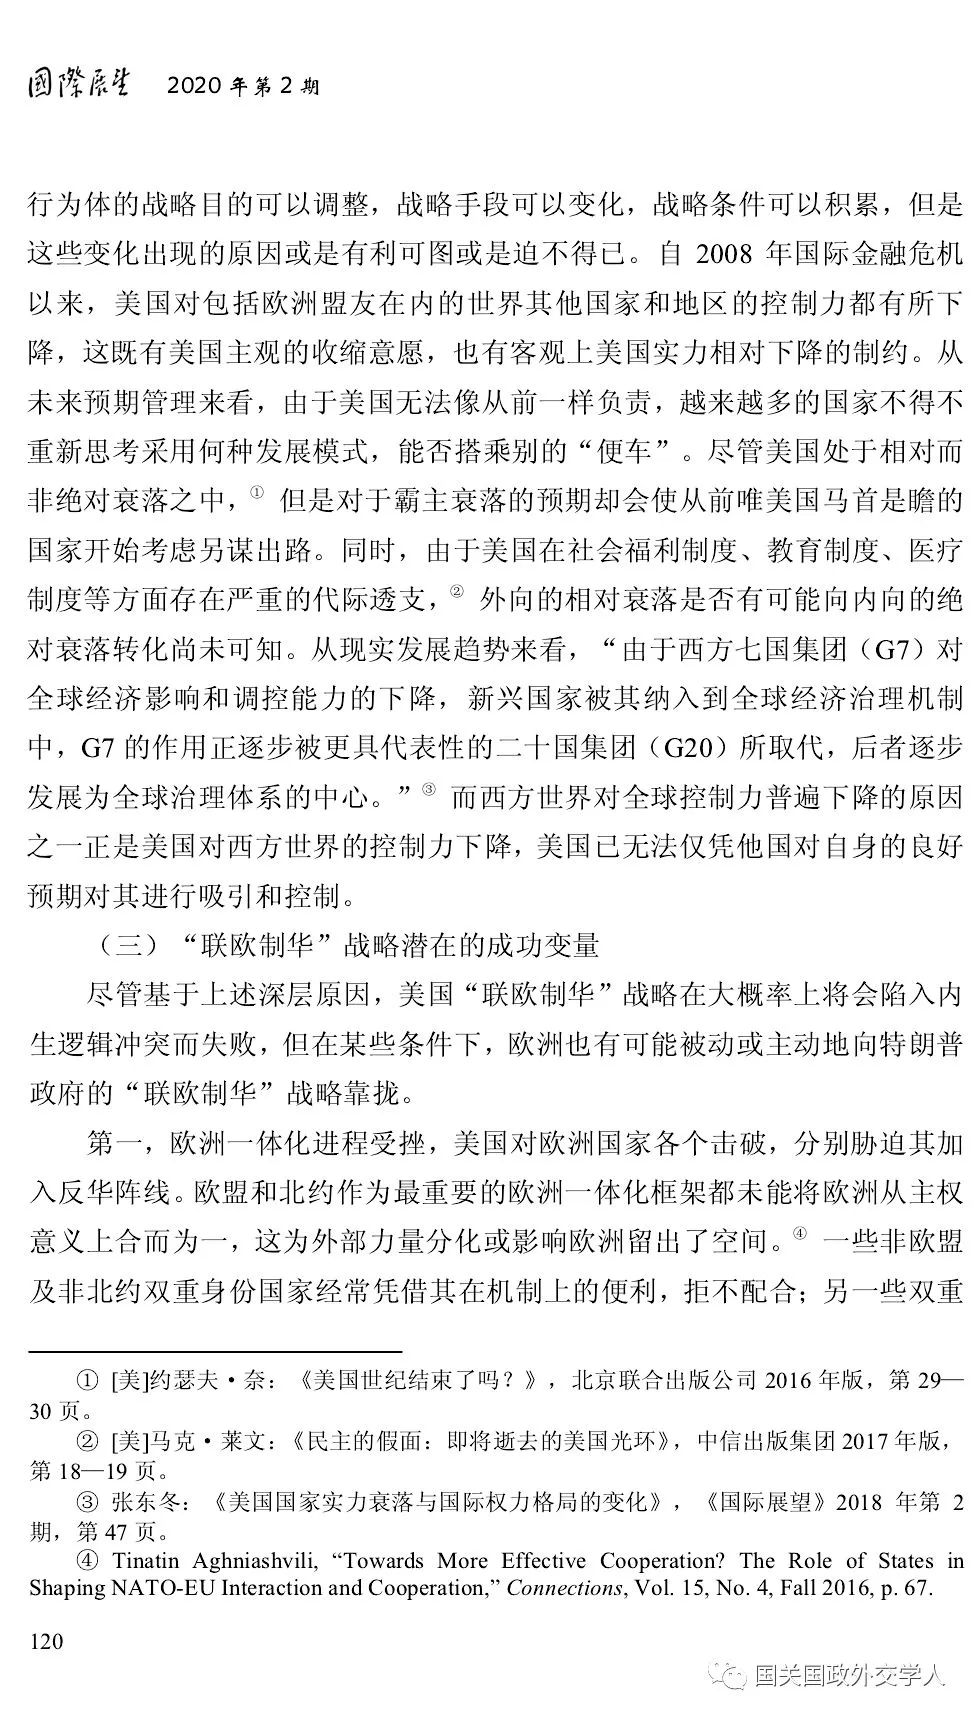 國際展望 2020 年第 2 期
行为体的战略目的可以调整，战略手段可以变化，战略条件可以积累，但是
这些变化出现的原因或是有利可图或是迫不得已。自 2008 年国际金融危机
以来，美国对包括欧洲盟友在内的世界其他国家和地区的控制力都有所下
降，这既有美国主观的收缩意愿，也有客观上美国实力相对下降的制约。从
未来预期管理来看，由于美国无法像从前一样负责，越来越多的国家不得不
重新思考采用何种发展模式，能否搭乘别的“便车”。尽管美国处于相对而
非绝对衰落之中，① 但是对于霸主衰落的预期却会使从前唯美国马首是瞻的
国家开始考虑另谋出路。同时，由于美国在社会福利制度、教育制度、医疗
制度等方面存在严重的代际透支，② 外向的相对衰落是否有可能向内向的绝
对衰落转化尚未可知。从现实发展趋势来看，“由于西方七国集团（G7）对
全球经济影响和调控能力的下降，新兴国家被其纳入到全球经济治理机制
中，G7 的作用正逐步被更具代表性的二十国集团（G20）所取代，后者逐步
发展为全球治理体系的中心。”③ 而西方世界对全球控制力普遍下降的原因
之一正是美国对西方世界的控制力下降，美国已无法仅凭他国对自身的良好
预期对其进行吸引和控制。
（三）“联欧制华”战略潜在的成功变量
尽管基于上述深层原因，美国“联欧制华”战略在大概率上将会陷入内
生逻辑冲突而失败，但在某些条件下，欧洲也有可能被动或主动地向特朗普
政府的“联欧制华”战略靠拢。
第一，欧洲一体化进程受挫，美国对欧洲国家各个击破，分别胁迫其加
入反华阵线。欧盟和北约作为最重要的欧洲一体化框架都未能将欧洲从主权
意义上合而为一，这为外部力量分化或影响欧洲留出了空间。④ 一些非欧盟
及非北约双重身份国家经常凭借其在机制上的便利，拒不配合；另一些双重
① [美]约瑟夫·奈：《美国世纪结束了吗？》，北京联合出版公司 2016 年版，第 29—
30 页。
② [美]马克·莱文：《民主的假面：即将逝去的美国光环》，中信出版集团 2017 年版，
第 18—19 页。
③ 张东冬：《美国国家实力衰落与国际权力格局的变化》，《国际展望》2018 年第 2
期，第 47 页。
④ Tinatin Aghniashvili, “Towards More Effective Cooperation? The Role of States in
Shaping NATO-EU Interaction and Cooperation,” Connections, Vol. 15, No. 4, Fall 2016, p. 67.
120
国关国政外交学人